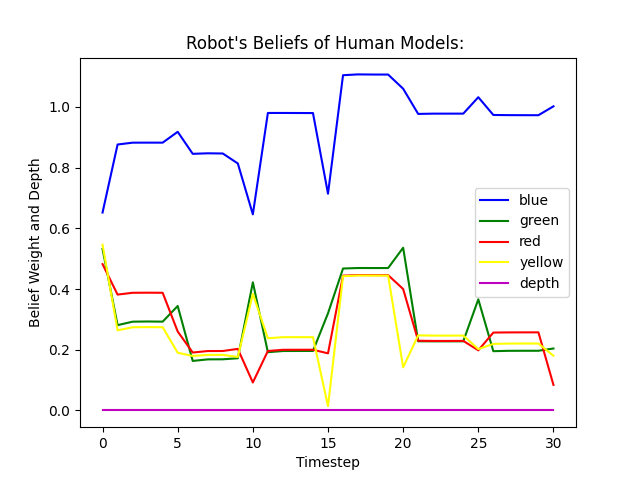 Robot's Beliefs of Human Models:
Belief Weight and Depth
1.0
0.8
0.6
0.4
0.2
0.0
blue
green
red
yellow
depth
0 5 10 15 20 25 30
Timestep